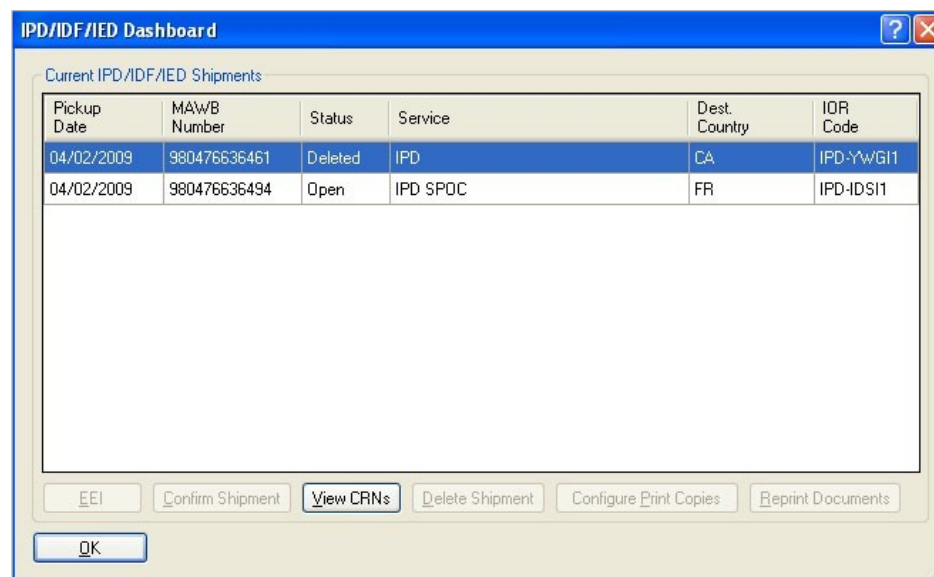 IPD/IDF/IED Dashboard
Current IPD/IDF/IED Shipments
Pickup Date MAWB Number Status Service Dest. Country IOR Code
04/02/2009 980476636461 Deleted IPD CA IPD-YWGI1
04/02/2009 980476636494 Open IPD SPOC FR IPD-IDSI1
EEI Confirm Shipment View CRNs Delete Shipment Configure Print Copies Reprint Documents
OK